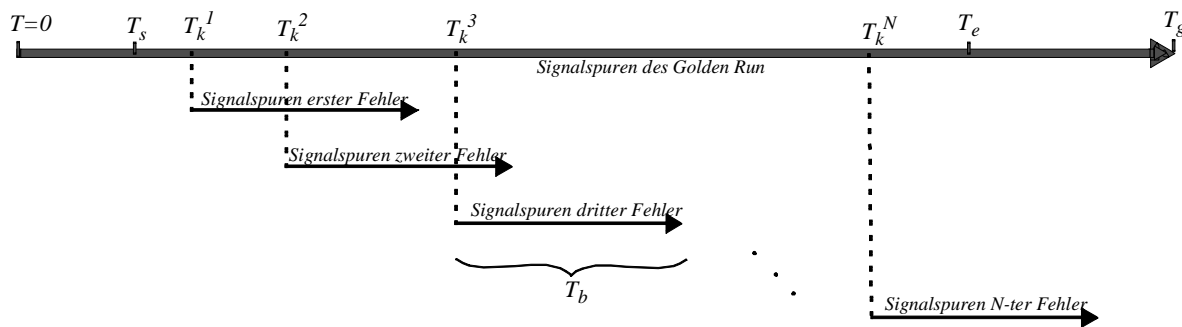 T=0 T_s T_k^1 T_k^2 T_k^3 T_k^N T_e T_g
Signalspuren des Golden Run
Signalspuren erster Fehler
Signalspuren zweiter Fehler
Signalspuren dritter Fehler
T_b
Signalspuren N-ter Fehler